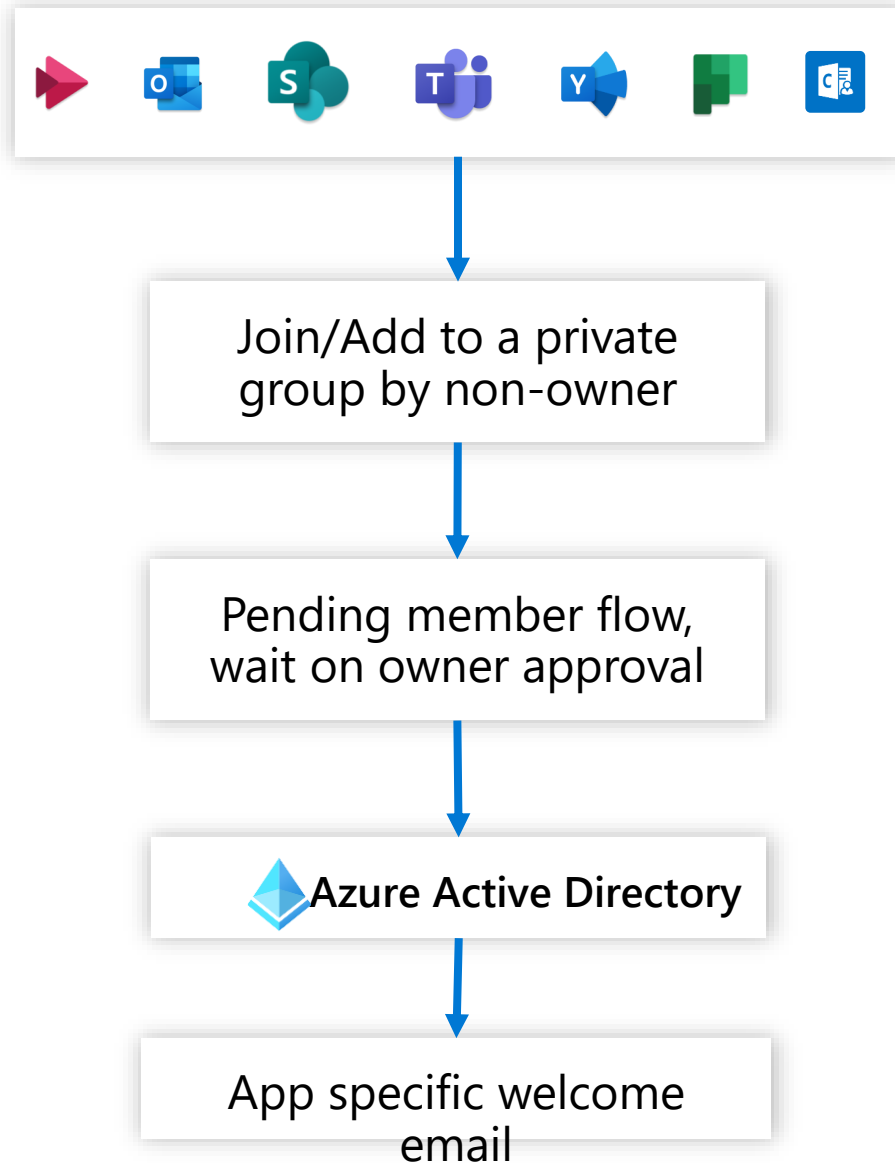 O S T Y C
Join/Add to a private
group by non-owner
Pending member flow,
wait on owner approval
Azure Active Directory
App specific welcome
email